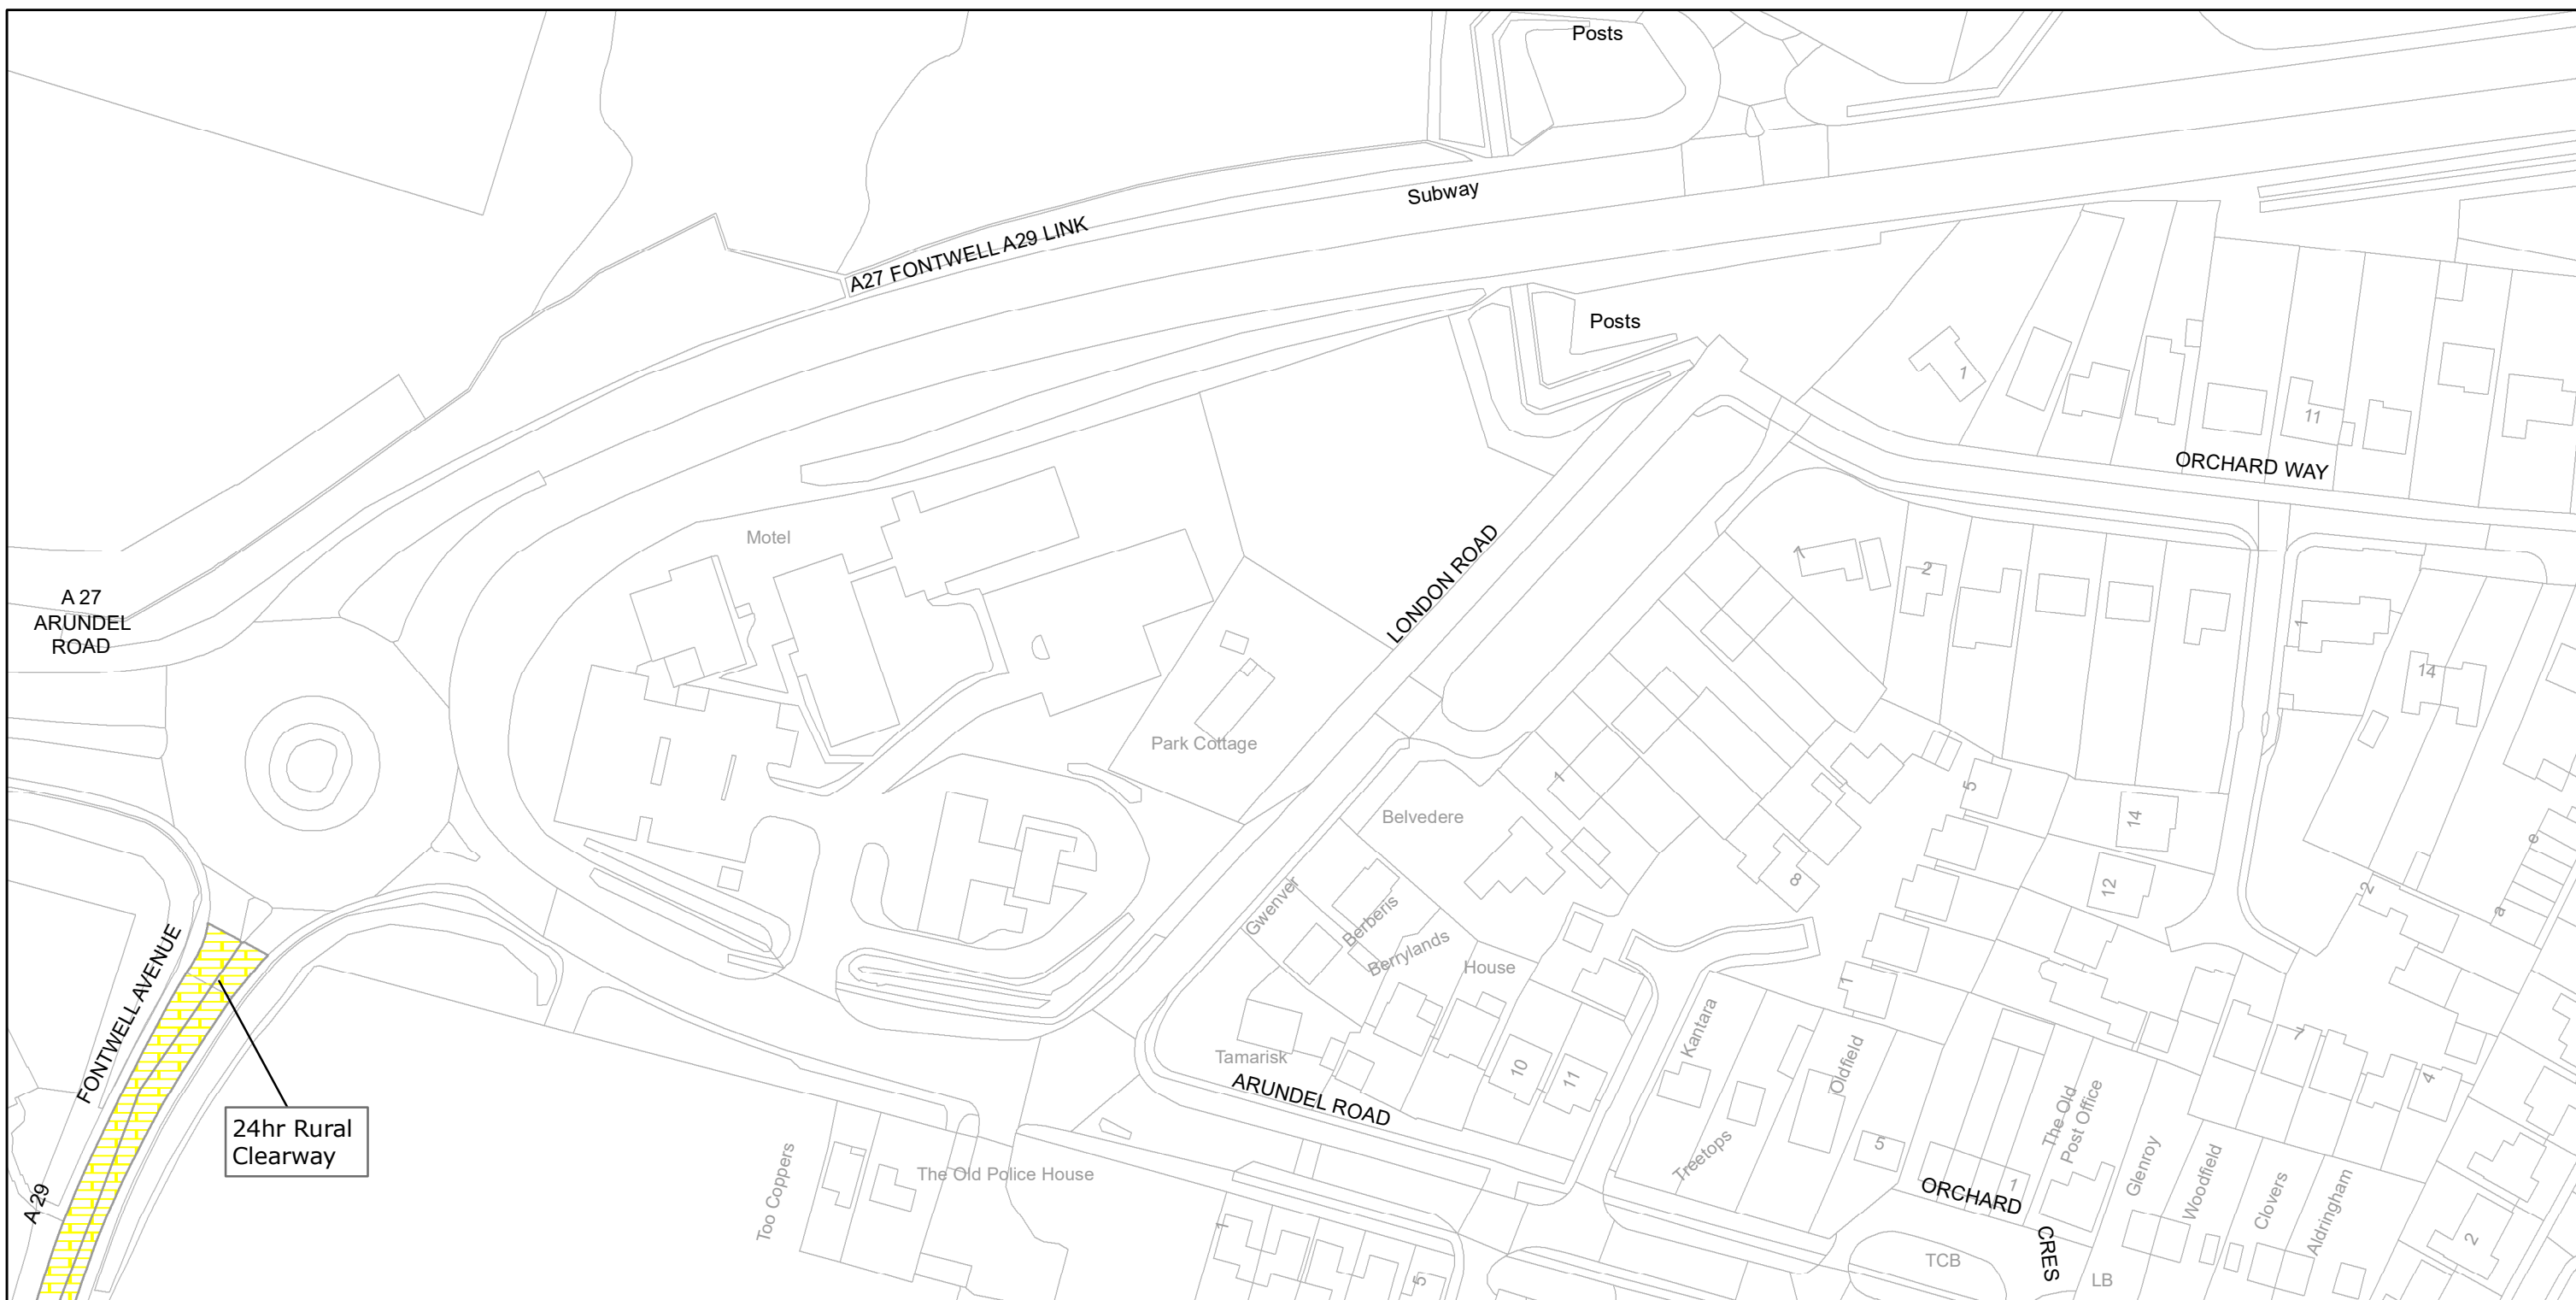 Posts
Subway
A27 FONTWELL A29 LINK
Posts
1
11
ORCHARD WAY
Motel
LONDON ROAD
7
2
A 27
ARUNDEL
ROAD
1
14
Park Cottage
1
5
14
Belvedere
e
8
12
2
a
Gwenver
Berberis
Berrylands
House
FONTWELL AVENUE
1
Kantara
Oldfield
7
4
Tamarisk
10
11
ARUNDEL ROAD
24hr Rural
Clearway
The Old
Post Office
5
Treetops
Glenroy
Woodfield
Clovers
Aldringham
Too Coppers
The Old Police House
1
ORCHARD
CRES
A 29
1
2
5
TCB
LB